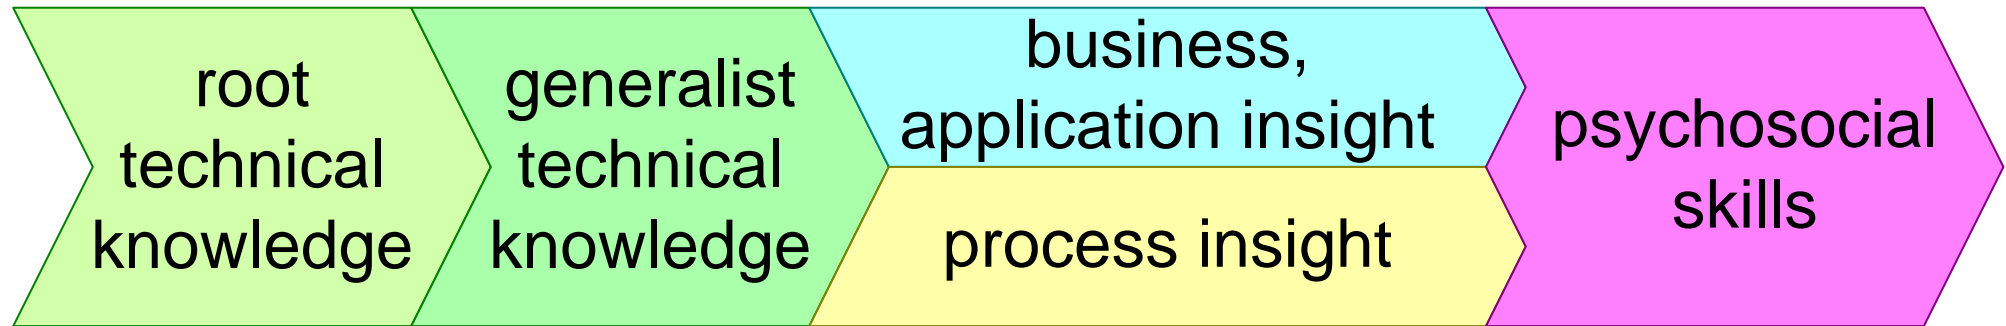 root
technical
knowledge
generalist
technical
knowledge
business,
application insight
process insight
psychosocial
skills